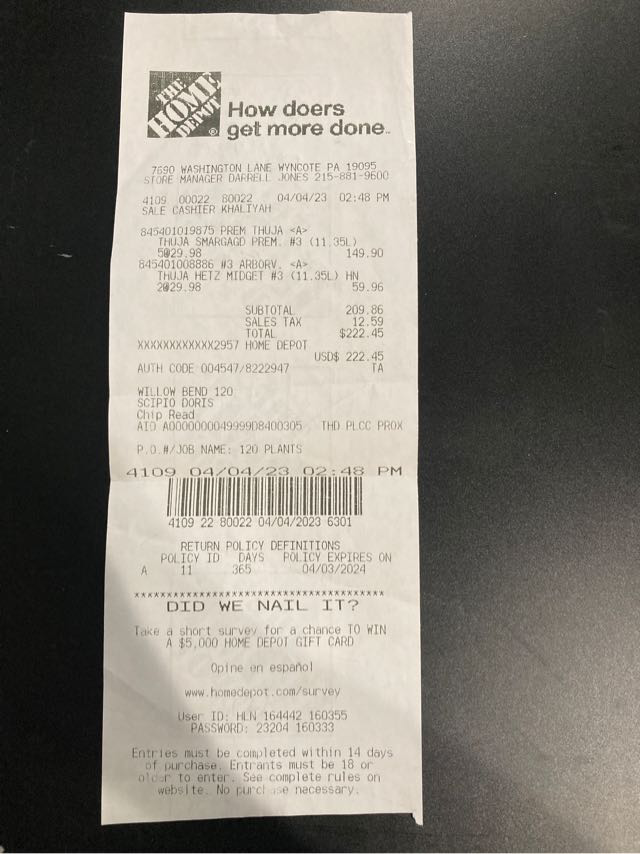 THE
HOME
DEPOT
®
How doers
get more done™
7690 WASHINGTON LANE WYNCOTE PA 19095
STORE MANAGER DARRELL JONES 215-881-9600
4109 00022 80022 04/04/23 02:48 PM
SALE CASHIER KHALIYAH
845401019875 PREM THUJA <A>
THUJA SMARGAGD PREM. #3 (11.35L)
5@29.98 149.90
845401008886 #3 ARBORV. <A>
THUJA HETZ MIDGET #3 (11.35L) HN
2@29.98 59.96
SUBTOTAL 209.86
SALES TAX 12.59
TOTAL $222.45
XXXXXXXXXXXX2957 HOME DEPOT
USD$ 222.45
AUTH CODE 004547/8222947 TA
WILLOW BEND 120
SCIPIO DORIS
Chip Read
AID A0000000049999D8400305 THD PLCC PROX
P.O.#/JOB NAME: 120 PLANTS
4109 04/04/23 02:48 PM
4109 22 80022 04/04/2023 6301
RETURN POLICY DEFINITIONS
POLICY ID DAYS POLICY EXPIRES ON
A 11 365 04/03/2024
*****************************************
DID WE NAIL IT?
Take a short survey for a chance TO WIN
A $5,000 HOME DEPOT GIFT CARD
Opine en español
www.homedepot.com/survey
User ID: HLN 164442 160355
PASSWORD: 23204 160333
Entries must be completed within 14 days
of purchase. Entrants must be 18 or
older to enter. See complete rules on
website. No purchase necessary.